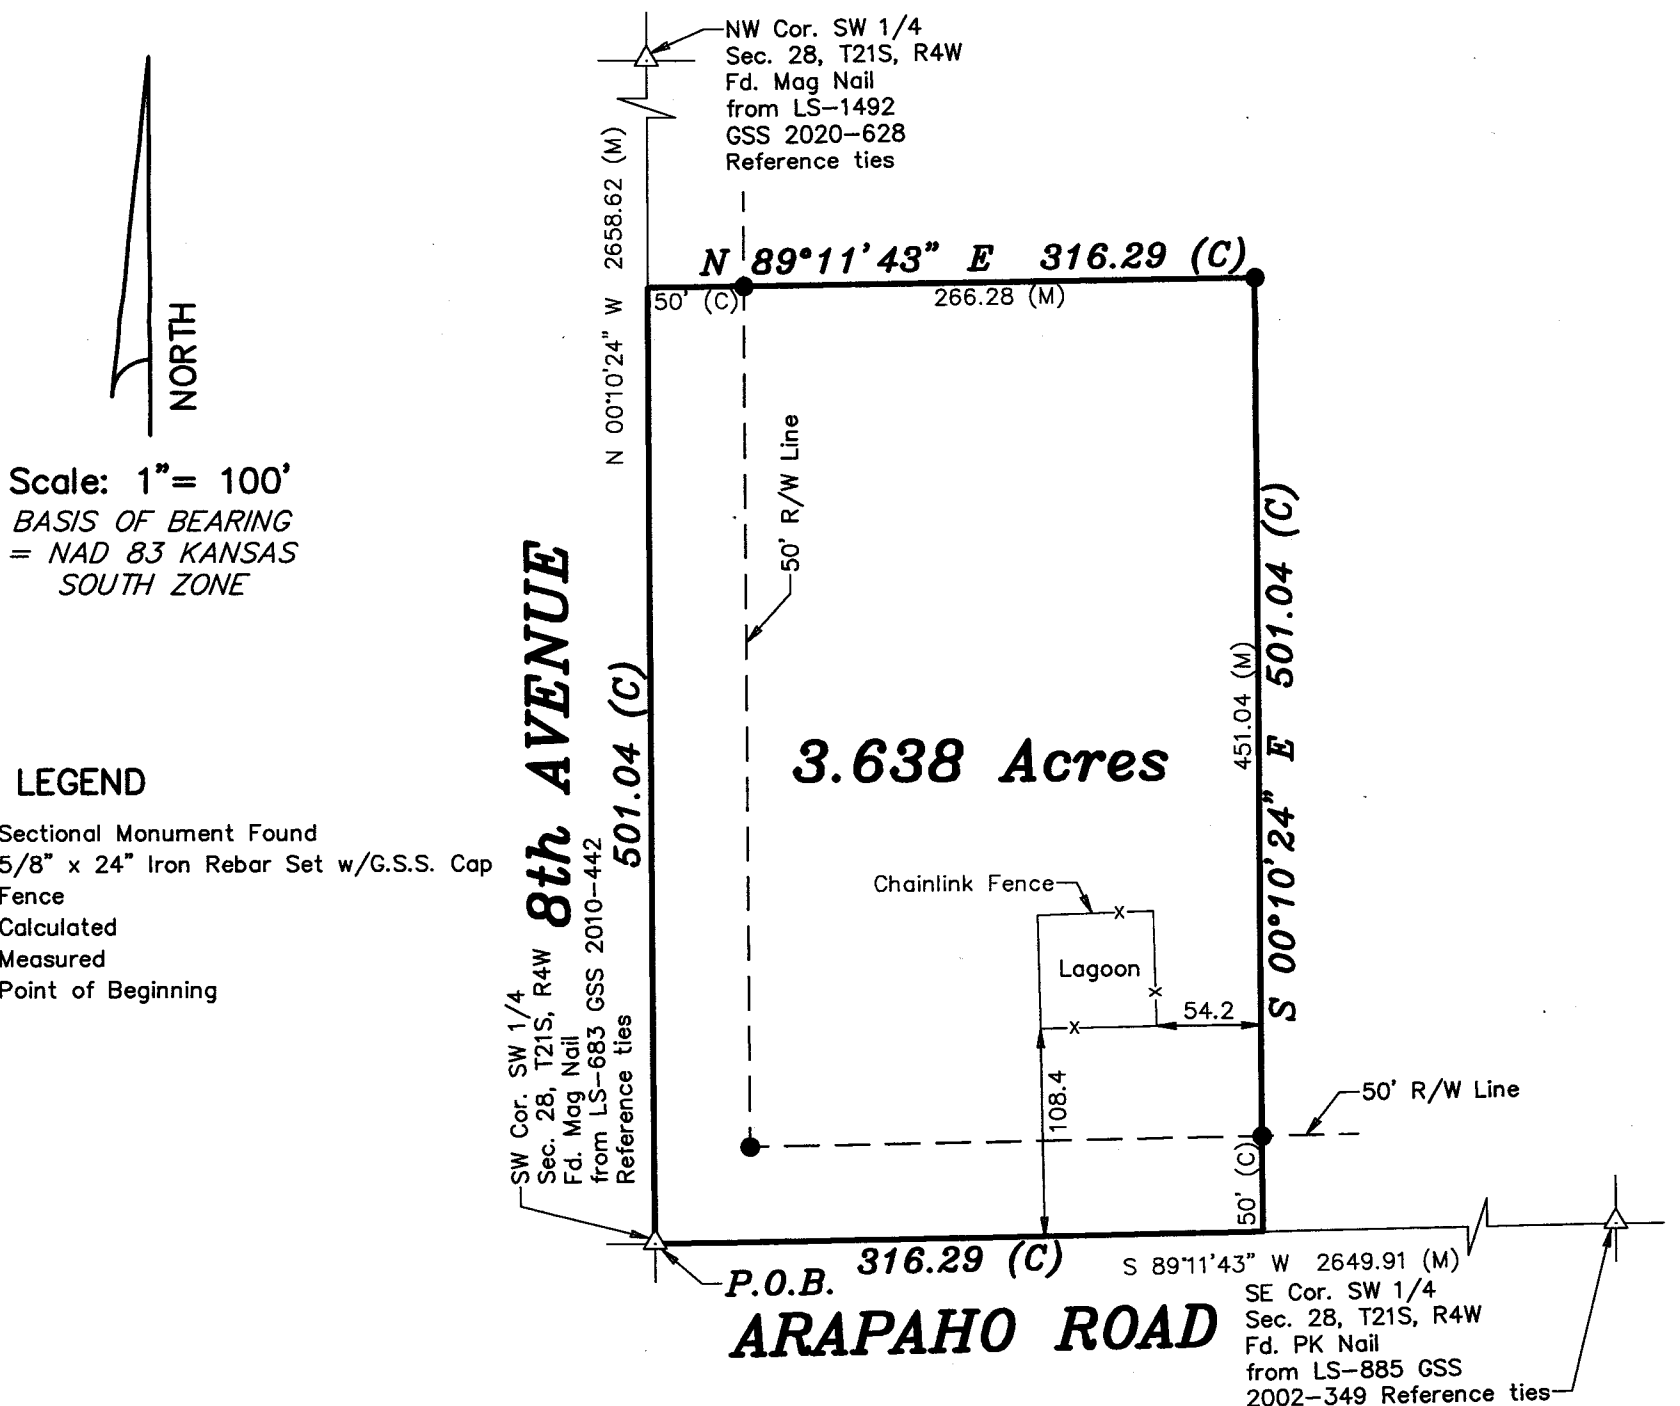 NW Cor. SW 1/4
Sec. 28, T21S, R4W
Fd. Mag Nail
from LS-1492
GSS 2020-628
Reference ties
N 00°10'24" W 2658.62 (M)
N 89°11'43" E 316.29 (C)
50' (C)
266.28 (M)
NORTH
Scale: 1"= 100'
BASIS OF BEARING
= NAD 83 KANSAS
SOUTH ZONE
50' R/W Line
8th AVENUE
501.04 (C)
3.638 Acres
451.04 (M)
S 00°10'24" E 501.04 (C)
LEGEND
Sectional Monument Found
5/8" x 24" Iron Rebar Set w/G.S.S. Cap
Fence
Calculated
Measured
Point of Beginning
Chainlink Fence
x
Lagoon
x
x
54.2
108.4
SW Cor. SW 1/4
Sec. 28, T21S, R4W
Fd. Mag Nail
from LS-683 GSS 2010-442
Reference ties
50' R/W Line
50' (C)
316.29 (C)
S 89°11'43" W 2649.91 (M)
P.O.B.
ARAPAHO ROAD
SE Cor. SW 1/4
Sec. 28, T21S, R4W
Fd. PK Nail
from LS-885 GSS
2002-349 Reference ties